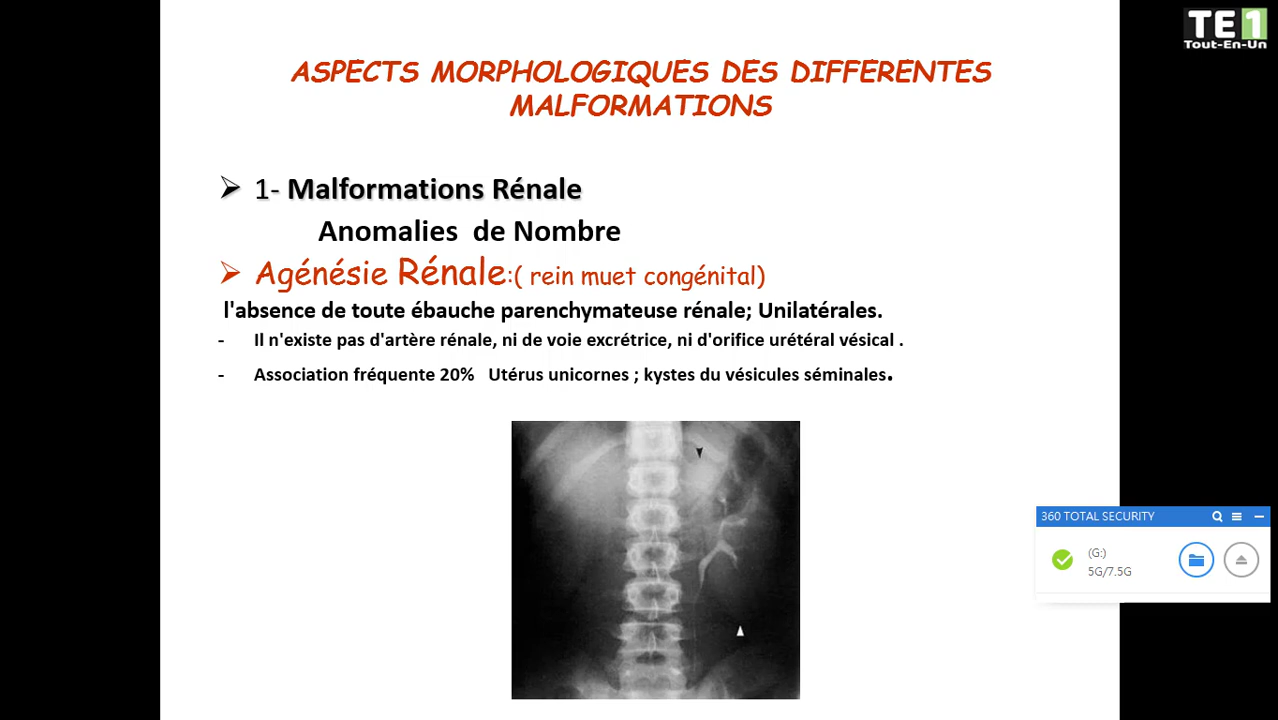 TE1
Tout-En-Un
ASPECTS MORPHOLOGIQUES DES DIFFERENTES
MALFORMATIONS
1- Malformations Rénale
Anomalies de Nombre
Agénésie Rénale:( rein muet congénital)
l'absence de toute ébauche parenchymateuse rénale; Unilatérales.
- Il n'existe pas d'artère rénale, ni de voie excrétrice, ni d'orifice urétéral vésical .
- Association fréquente 20% Utérus unicornes ; kystes du vésicules séminales.
360 TOTAL SECURITY
(G:)
5G/7.5G